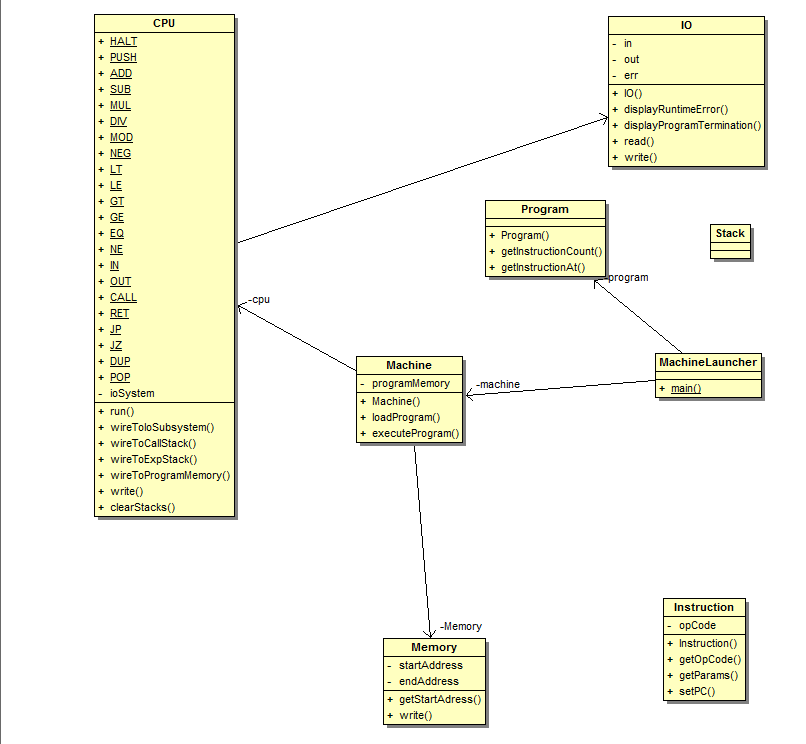 CPU
+ HALT
+ PUSH
+ ADD
+ SUB
+ MUL
+ DIV
+ MOD
+ NEG
+ LT
+ LE
+ GT
+ GE
+ EQ
+ NE
+ IN
+ OUT
+ CALL
+ RET
+ JP
+ JZ
+ DUP
+ POP
- ioSystem
+ run()
+ wireToIoSubsystem()
+ wireToCallStack()
+ wireToExpStack()
+ wireToProgramMemory()
+ write()
+ clearStacks()
IO
- in
- out
- err
+ IO()
+ displayRuntimeError()
+ displayProgramTermination()
+ read()
+ write()
Program
+ Program()
+ getInstructionCount()
+ getInstructionAt()
-program
Stack
-cpu
Machine
- programMemory
+ Machine()
+ loadProgram()
+ executeProgram()
-machine
MachineLauncher
+ main()
-Memory
Memory
- startAddress
- endAddress
+ getStartAdress()
+ write()
Instruction
- opCode
+ Instruction()
+ getOpCode()
+ getParams()
+ setPC()